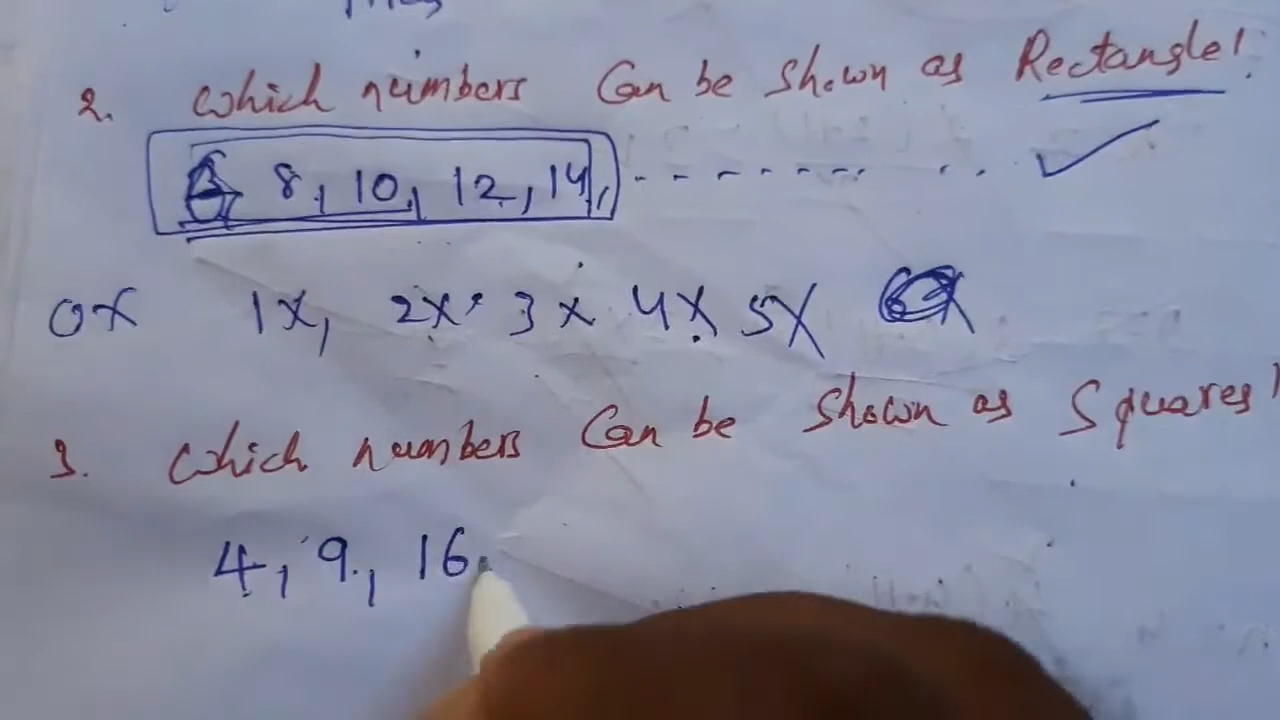 2. Which numbers Can be shown as Rectangle!
8, 10, 12, 14, - - - - - - - - . . ✓
0x 1x, 2x, 3x 4x 5x
3. Which numbers Can be shown as Squares!
4, 9, 16.